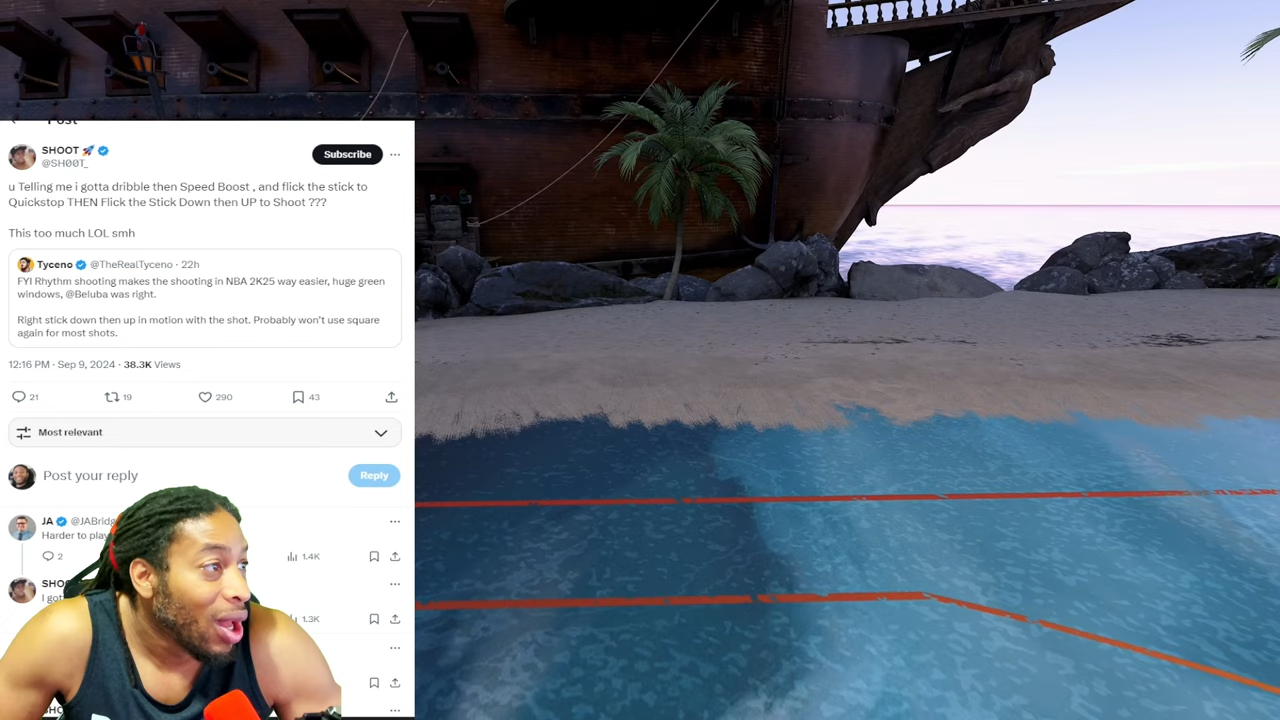 Post
SHOOT 🚀
@SHØØT_
Subscribe
u Telling me i gotta dribble then Speed Boost , and flick the stick to
Quickstop THEN Flick the Stick Down then UP to Shoot ???
This too much LOL smh
Tyceno @TheRealTyceno · 22h
FYI Rhythm shooting makes the shooting in NBA 2K25 way easier, huge green
windows, @Beluba was right.
Right stick down then up in motion with the shot. Probably won't use square
again for most shots.
12:16 PM · Sep 9, 2024 · 38.3K Views
21 19 290 43
Most relevant
Post your reply
Reply
JA
Harder to
2 1.4K
1.3K